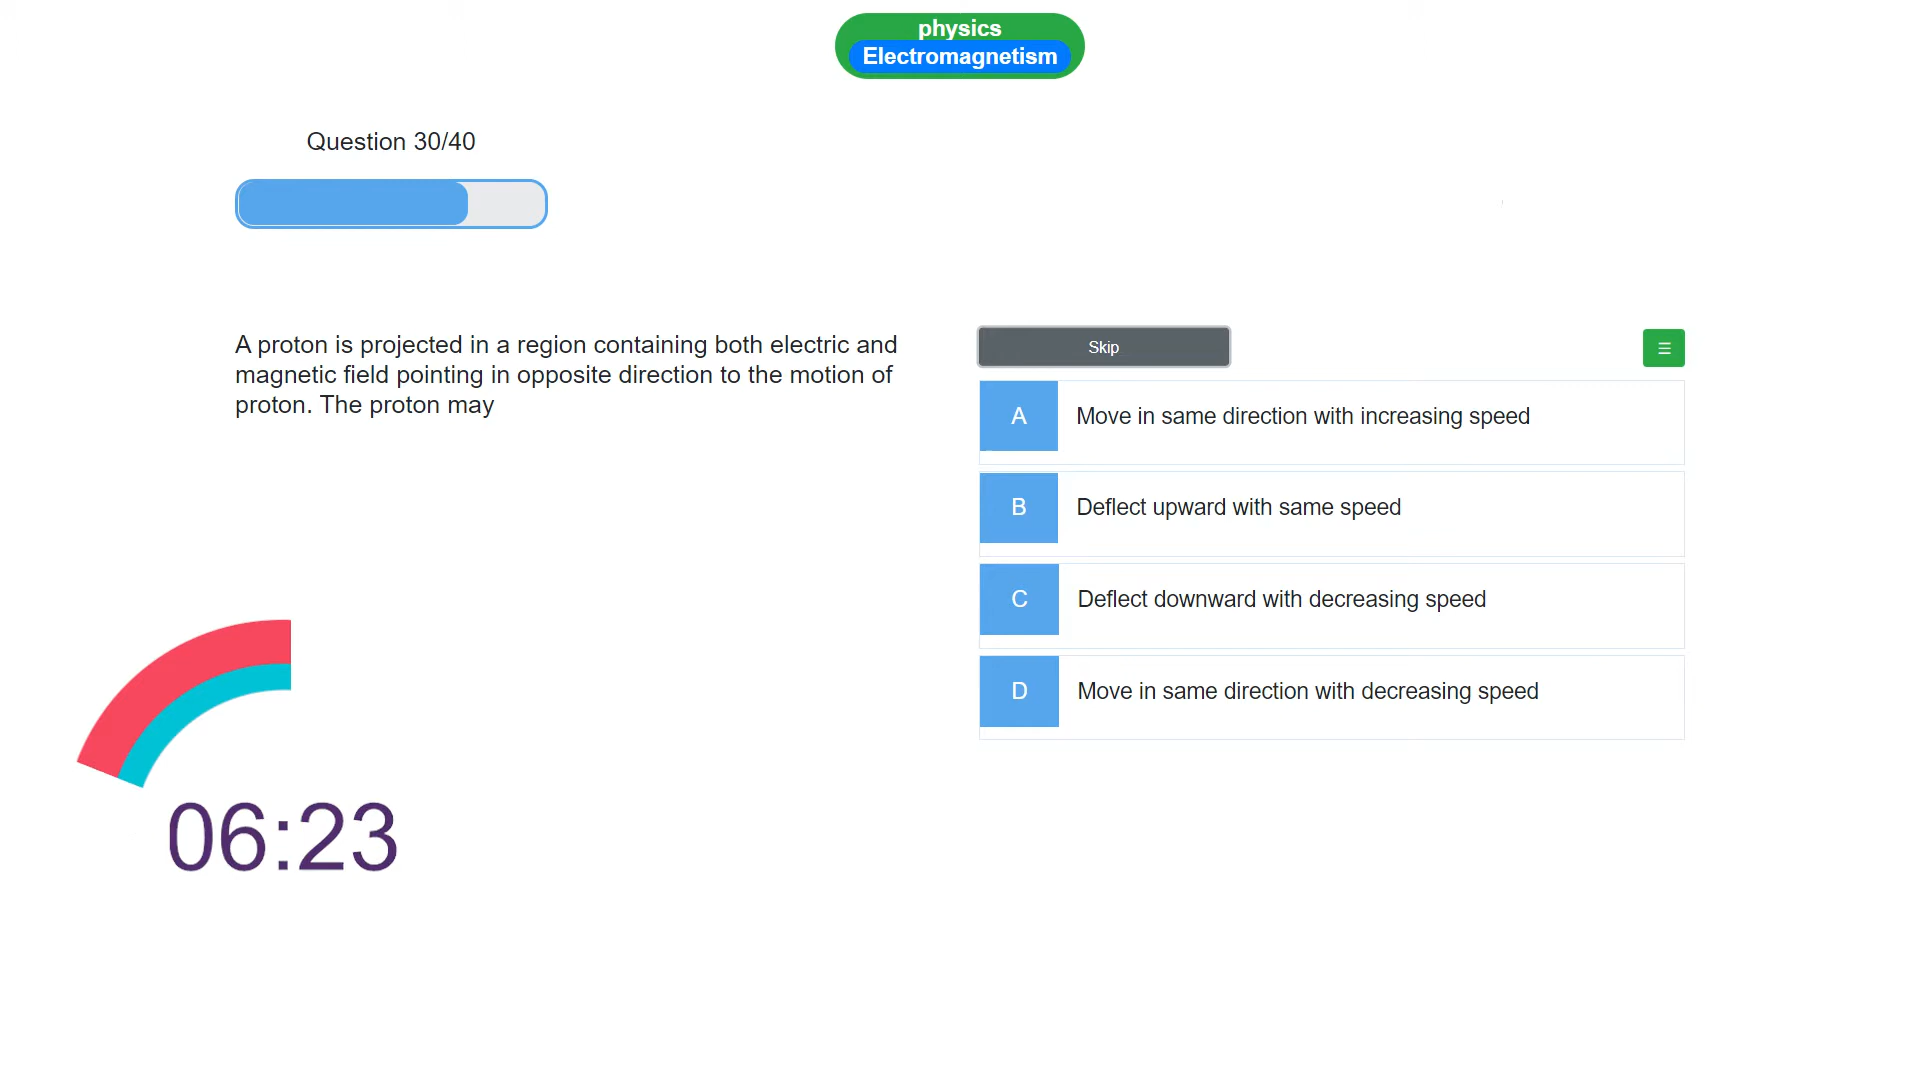 physics
Electromagnetism
Question 30/40
A proton is projected in a region containing both electric and
magnetic field pointing in opposite direction to the motion of
proton. The proton may
Skip
☰
A Move in same direction with increasing speed
B Deflect upward with same speed
C Deflect downward with decreasing speed
D Move in same direction with decreasing speed
06:23